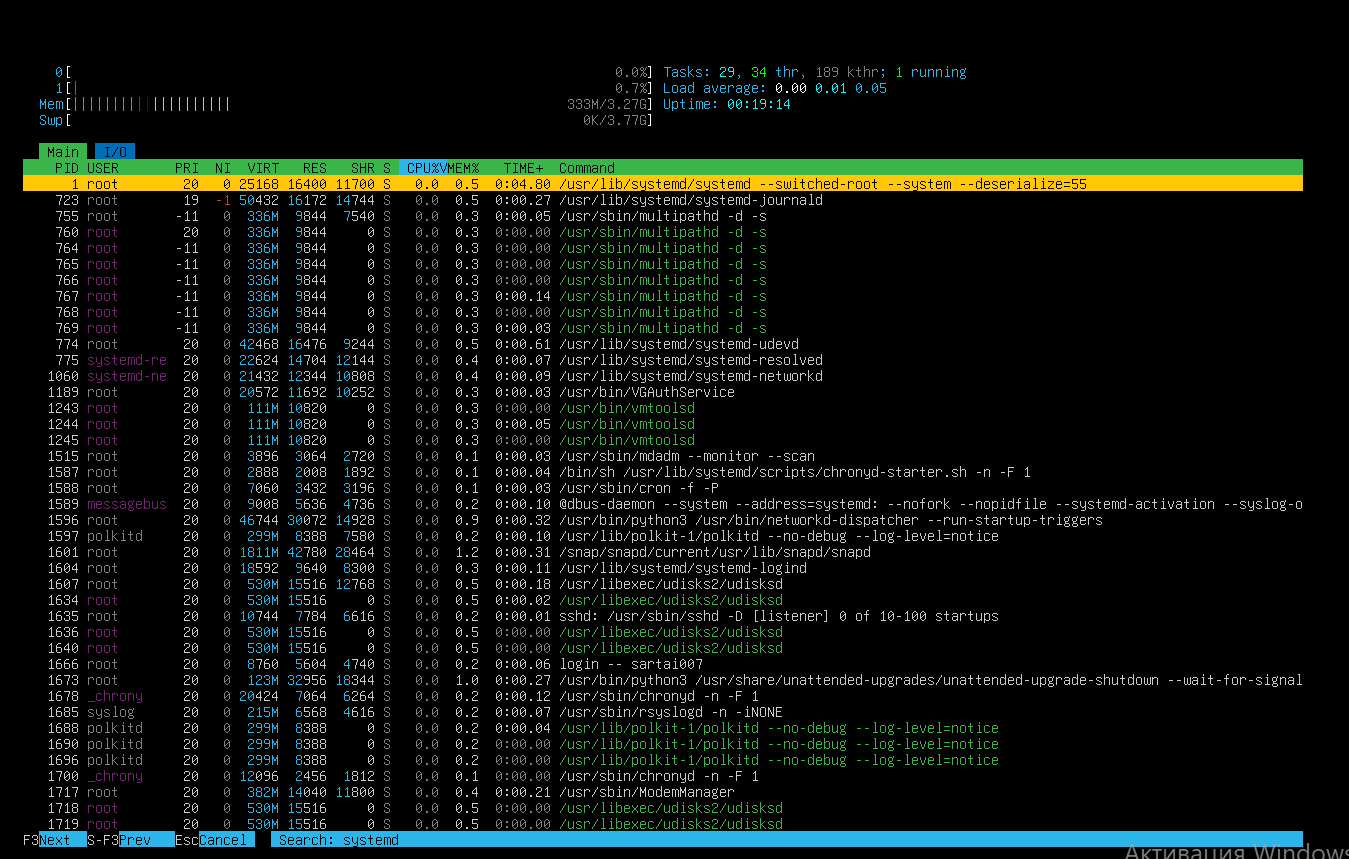 0[ 0.0%] Tasks: 29, 34 thr, 189 kthr; 1 running
1[| 0.7%] Load average: 0.00 0.01 0.05
Mem[|||||||||||||||||||| 333M/3.27G] Uptime: 00:19:14
Swp[ 0K/3.77G]
Main I/O
PID USER PRI NI VIRT RES SHR S CPU%▽MEM% TIME+ Command
1 root 20 0 25168 16400 11700 S 0.0 0.5 0:04.80 /usr/lib/systemd/systemd --switched-root --system --deserialize=55
723 root 19 -1 50432 16172 14744 S 0.0 0.5 0:00.27 /usr/lib/systemd/systemd-journald
755 root -11 0 336M 9844 7540 S 0.0 0.3 0:00.05 /usr/sbin/multipathd -d -s
760 root 20 0 336M 9844 0 S 0.0 0.3 0:00.00 /usr/sbin/multipathd -d -s
764 root -11 0 336M 9844 0 S 0.0 0.3 0:00.00 /usr/sbin/multipathd -d -s
765 root -11 0 336M 9844 0 S 0.0 0.3 0:00.00 /usr/sbin/multipathd -d -s
766 root -11 0 336M 9844 0 S 0.0 0.3 0:00.00 /usr/sbin/multipathd -d -s
767 root -11 0 336M 9844 0 S 0.0 0.3 0:00.14 /usr/sbin/multipathd -d -s
768 root -11 0 336M 9844 0 S 0.0 0.3 0:00.00 /usr/sbin/multipathd -d -s
769 root -11 0 336M 9844 0 S 0.0 0.3 0:00.03 /usr/sbin/multipathd -d -s
774 root 20 0 42468 16476 9244 S 0.0 0.5 0:00.61 /usr/lib/systemd/systemd-udevd
775 systemd-re 20 0 22624 14704 12144 S 0.0 0.4 0:00.07 /usr/lib/systemd/systemd-resolved
1060 systemd-ne 20 0 21432 12344 10808 S 0.0 0.4 0:00.09 /usr/lib/systemd/systemd-networkd
1189 root 20 0 20572 11692 10252 S 0.0 0.3 0:00.03 /usr/bin/VGAuthService
1243 root 20 0 111M 10820 0 S 0.0 0.3 0:00.00 /usr/bin/vmtoolsd
1244 root 20 0 111M 10820 0 S 0.0 0.3 0:00.05 /usr/bin/vmtoolsd
1245 root 20 0 111M 10820 0 S 0.0 0.3 0:00.00 /usr/bin/vmtoolsd
1515 root 20 0 3896 3064 2720 S 0.0 0.1 0:00.03 /usr/sbin/mdadm --monitor --scan
1587 root 20 0 2888 2008 1892 S 0.0 0.1 0:00.04 /bin/sh /usr/lib/systemd/scripts/chronyd-starter.sh -n -F 1
1588 root 20 0 7060 3432 3196 S 0.0 0.1 0:00.03 /usr/sbin/cron -f -P
1589 messagebus 20 0 9008 5636 4736 S 0.0 0.2 0:00.10 @dbus-daemon --system --address=systemd: --nofork --nopidfile --systemd-activation --syslog-o
1596 root 20 0 46744 30072 14928 S 0.0 0.9 0:00.32 /usr/bin/python3 /usr/bin/networkd-dispatcher --run-startup-triggers
1597 polkitd 20 0 299M 8388 7580 S 0.0 0.2 0:00.10 /usr/lib/polkit-1/polkitd --no-debug --log-level=notice
1601 root 20 0 1811M 42780 28464 S 0.0 1.2 0:00.31 /snap/snapd/current/usr/lib/snapd/snapd
1604 root 20 0 18592 9640 8300 S 0.0 0.3 0:00.11 /usr/lib/systemd/systemd-logind
1607 root 20 0 530M 15516 12768 S 0.0 0.5 0:00.18 /usr/libexec/udisks2/udisksd
1634 root 20 0 530M 15516 0 S 0.0 0.5 0:00.02 /usr/libexec/udisks2/udisksd
1635 root 20 0 10744 7784 6616 S 0.0 0.2 0:00.01 sshd: /usr/sbin/sshd -D [listener] 0 of 10-100 startups
1636 root 20 0 530M 15516 0 S 0.0 0.5 0:00.00 /usr/libexec/udisks2/udisksd
1640 root 20 0 530M 15516 0 S 0.0 0.5 0:00.00 /usr/libexec/udisks2/udisksd
1666 root 20 0 8760 5604 4740 S 0.0 0.2 0:00.06 login -- sartai007
1673 root 20 0 123M 32956 18344 S 0.0 1.0 0:00.27 /usr/bin/python3 /usr/share/unattended-upgrades/unattended-upgrade-shutdown --wait-for-signal
1678 _chrony 20 0 20424 7064 6264 S 0.0 0.2 0:00.12 /usr/sbin/chronyd -n -F 1
1685 syslog 20 0 215M 6568 4616 S 0.0 0.2 0:00.07 /usr/sbin/rsyslogd -n -iNONE
1688 polkitd 20 0 299M 8388 0 S 0.0 0.2 0:00.04 /usr/lib/polkit-1/polkitd --no-debug --log-level=notice
1690 polkitd 20 0 299M 8388 0 S 0.0 0.2 0:00.00 /usr/lib/polkit-1/polkitd --no-debug --log-level=notice
1696 polkitd 20 0 299M 8388 0 S 0.0 0.2 0:00.00 /usr/lib/polkit-1/polkitd --no-debug --log-level=notice
1700 _chrony 20 0 12096 2456 1812 S 0.0 0.1 0:00.00 /usr/sbin/chronyd -n -F 1
1717 root 20 0 382M 14040 11800 S 0.0 0.4 0:00.21 /usr/sbin/ModemManager
1718 root 20 0 530M 15516 0 S 0.0 0.5 0:00.00 /usr/libexec/udisks2/udisksd
1719 root 20 0 530M 15516 0 S 0.0 0.5 0:00.00 /usr/libexec/udisks2/udisksd
F3Next S-F3Prev EscCancel Search: systemd
Активация Windows